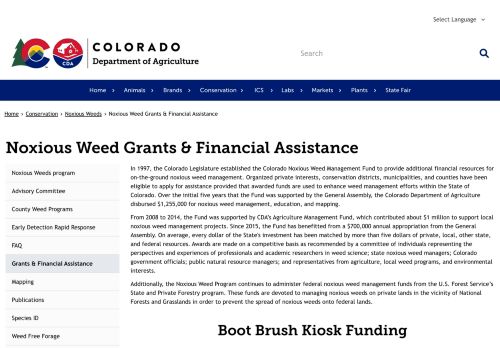 Select Language
CDA
COLORADO
Department of Agriculture
Search
Home
Animals
Brands
Conservation
ICS
Labs
Markets
Plants
State Fair
Home > Conservation > Noxious Weeds > Noxious Weed Grants & Financial Assistance
Noxious Weed Grants & Financial Assistance
Noxious Weeds program
Advisory Committee
County Weed Programs
Early Detection Rapid Response
FAQ
Grants & Financial Assistance
Mapping
Publications
Species ID
Weed Free Forage
In 1997, the Colorado Legislature established the Colorado Noxious Weed Management Fund to provide additional financial resources for
on-the-ground noxious weed management. Organized private interests, conservation districts, municipalities, and counties have been
eligible to apply for assistance provided that awarded funds are used to enhance weed management efforts within the State of
Colorado. Over the initial five years that the Fund was supported by the General Assembly, the Colorado Department of Agriculture
disbursed $1,255,000 for noxious weed management, education, and mapping.
From 2008 to 2014, the Fund was supported by CDA's Agriculture Management Fund, which contributed about $1 million to support local
noxious weed management projects. Since 2015, the Fund has benefitted from a $700,000 annual appropriation from the General
Assembly. On average, every dollar of the State's investment has been matched by more than five dollars of private, local, other state,
and federal resources. Awards are made on a competitive basis as recommended by a committee of individuals representing the
perspectives and experiences of professionals and academic researchers in weed science; state noxious weed managers; Colorado
government officials; public natural resource managers; and representatives from agriculture, local weed programs, and environmental
interests.
Additionally, the Noxious Weed Program continues to administer federal noxious weed management funds from the U.S. Forest Service's
State and Private Forestry program. These funds are devoted to managing noxious weeds on private lands in the vicinity of National
Forests and Grasslands in order to prevent the spread of noxious weeds onto federal lands.
Boot Brush Kiosk Funding